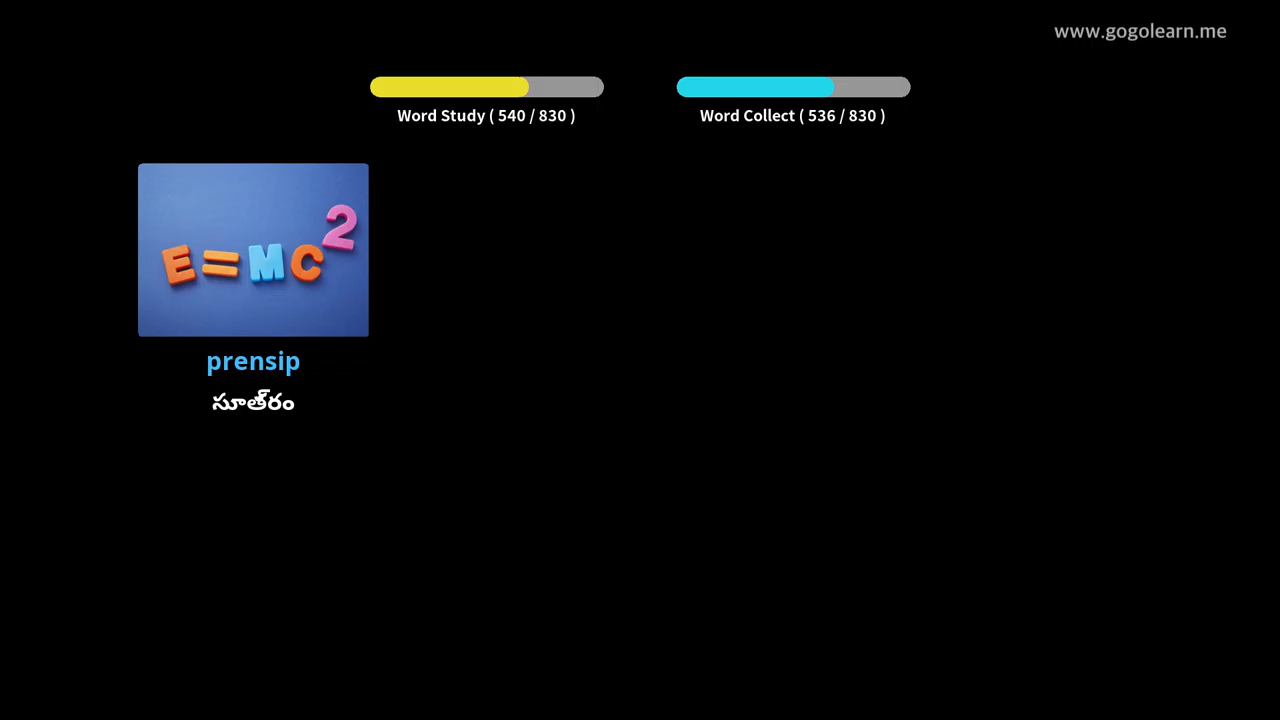 www.gogolearn.me
Word Study ( 540 / 830 )
Word Collect ( 536 / 830 )
E=MC²
prensip
సూత్రం